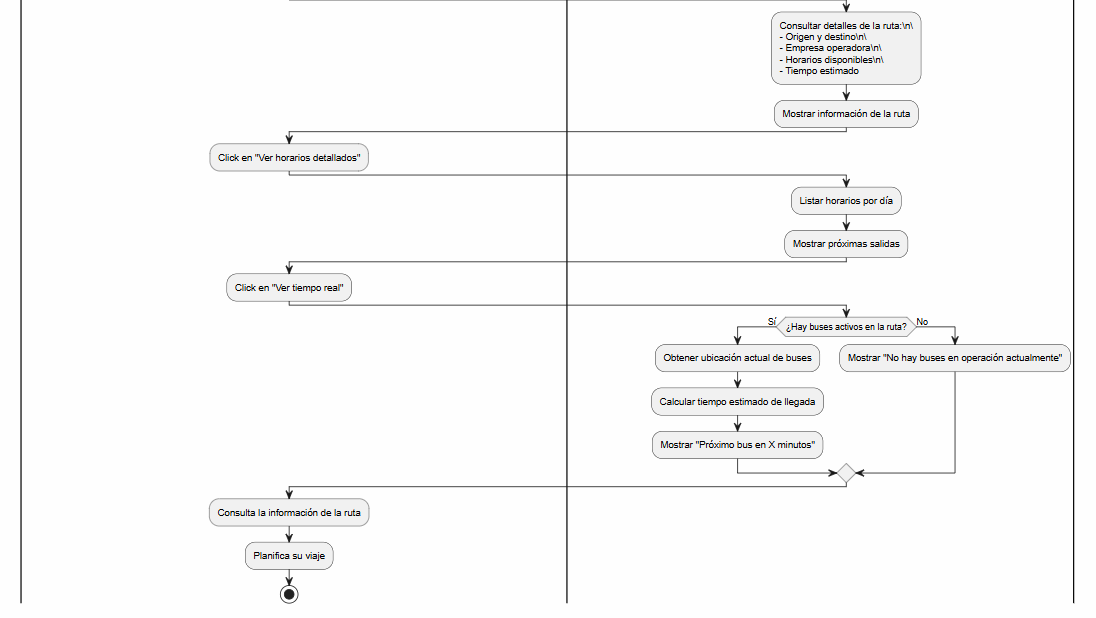 Consultar detalles de la ruta:\n\
- Origen y destino\n\
- Empresa operadora\n\
- Horarios disponibles\n\
- Tiempo estimado
Mostrar información de la ruta
Click en "Ver horarios detallados"
Listar horarios por día
Mostrar próximas salidas
Click en "Ver tiempo real"
Sí
¿Hay buses activos en la ruta?
No
Obtener ubicación actual de buses
Mostrar "No hay buses en operación actualmente"
Calcular tiempo estimado de llegada
Mostrar "Próximo bus en X minutos"
Consulta la información de la ruta
Planifica su viaje